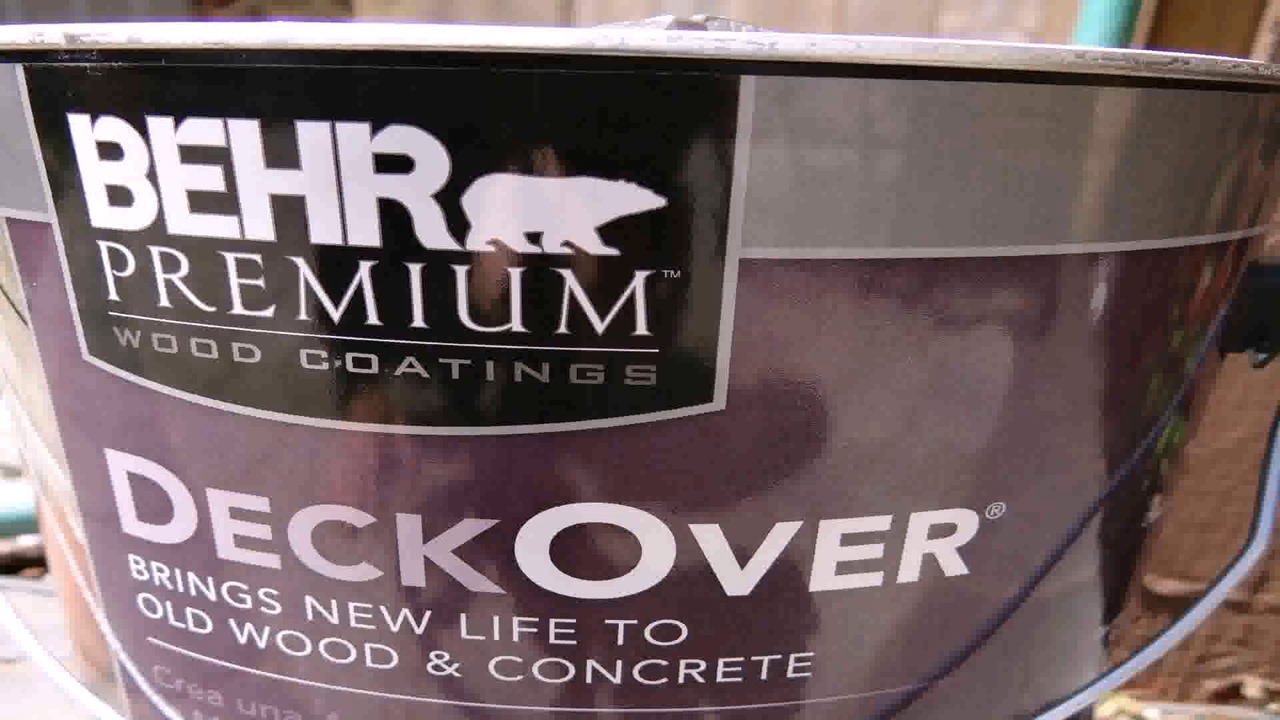 BEHR
PREMIUM™
WOOD COATINGS
DECKOVER®
BRINGS NEW LIFE TO
OLD WOOD & CONCRETE
Crea una